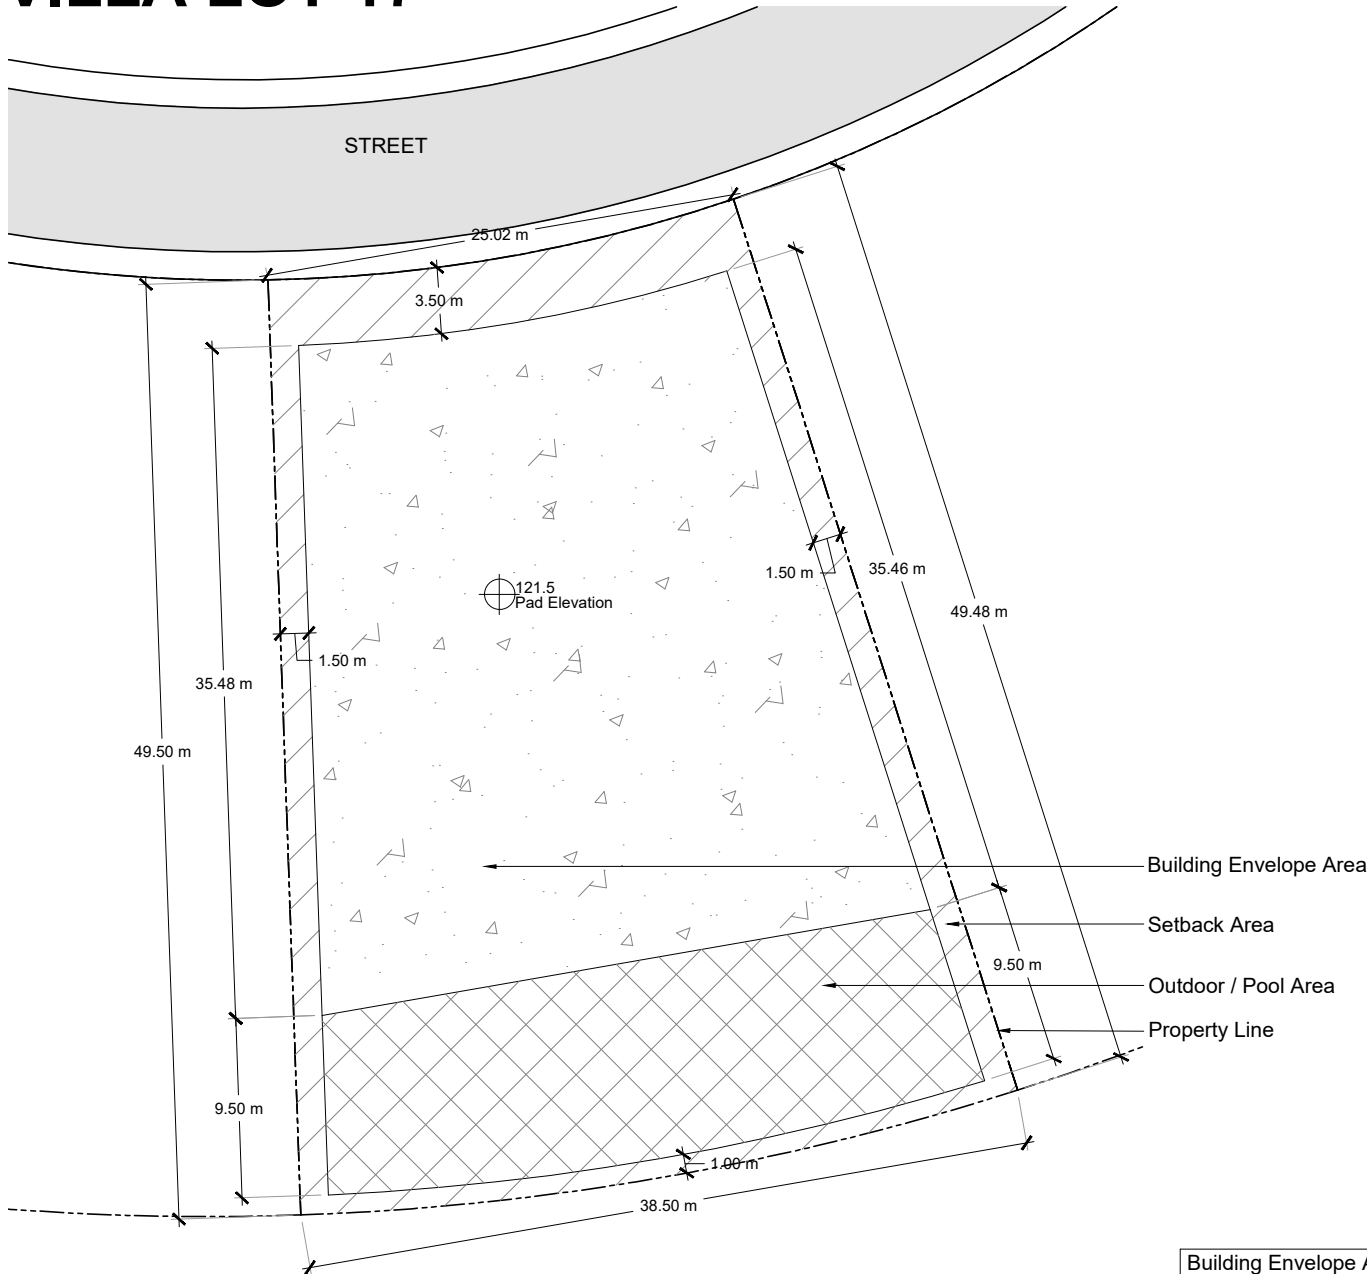 STREET
25.02 m
3.50 m
1.50 m
35.46 m
121.5
Pad Elevation
49.48 m
1.50 m
35.48 m
49.50 m
Building Envelope Area
Setback Area
9.50 m
Outdoor / Pool Area
Property Line
9.50 m
1.00 m
38.50 m
Building Envelope A